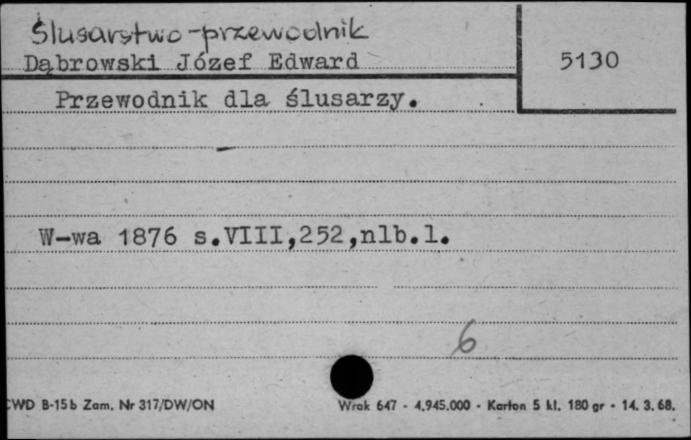 Ślusarstwo-przewodnik
Dąbrowski Józef Edward
5130
Przewodnik dla ślusarzy.
W-wa 1876 s.VIII,252,nlb.1.
6
CWD B-15b Zam. Nr 317/DW/ON
Wrak 647 - 4.945.000 - Karton 5 kl. 180 gr - 14. 3. 68.